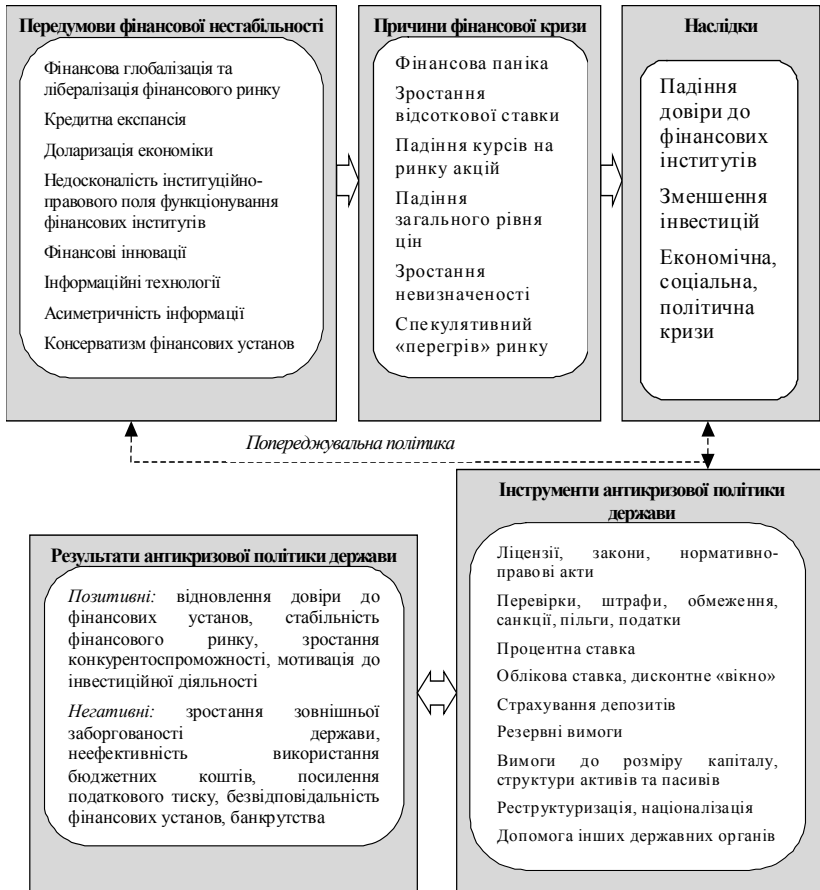 Передумови фінансової нестабільності
Фінансова глобалізація та
лібералізація фінансового ринку
Кредитна експансія
Доларизація економіки
Недосконалість інституційно-
правового поля функціонування
фінансових інститутів
Фінансові інновації
Інформаційні технології
Асиметричність інформації
Консерватизм фінансових установ
Причини фінансової кризи
Фінансова паніка
Зростання
відсоткової ставки
Падіння курсів на
ринку акцій
Падіння
загального рівня
цін
Зростання
невизначеності
Спекулятивний
«перегрів» ринку
Наслідки
Падіння
довіри до
фінансових
інститутів
Зменшення
інвестицій
Економічна,
соціальна,
політична
кризи
Попереджувальна політика
Результати антикризової політики держави
Позитивні: відновлення довіри до
фінансових установ, стабільність
фінансового ринку, зростання
конкурентоспроможності, мотивація до
інвестиційної діяльності
Негативні: зростання зовнішньої
заборгованості держави,
неефективність використання
бюджетних коштів, посилення
податкового тиску, безвідповідальність
фінансових установ, банкрутства
Інструменти антикризової політики
держави
Ліцензії, закони, нормативно-
правові акти
Перевірки, штрафи, обмеження,
санкції, пільги, податки
Процентна ставка
Облікова ставка, дисконтне «вікно»
Страхування депозитів
Резервні вимоги
Вимоги до розміру капіталу,
структури активів та пасивів
Реструктуризація, націоналізація
Допомога інших державних органів